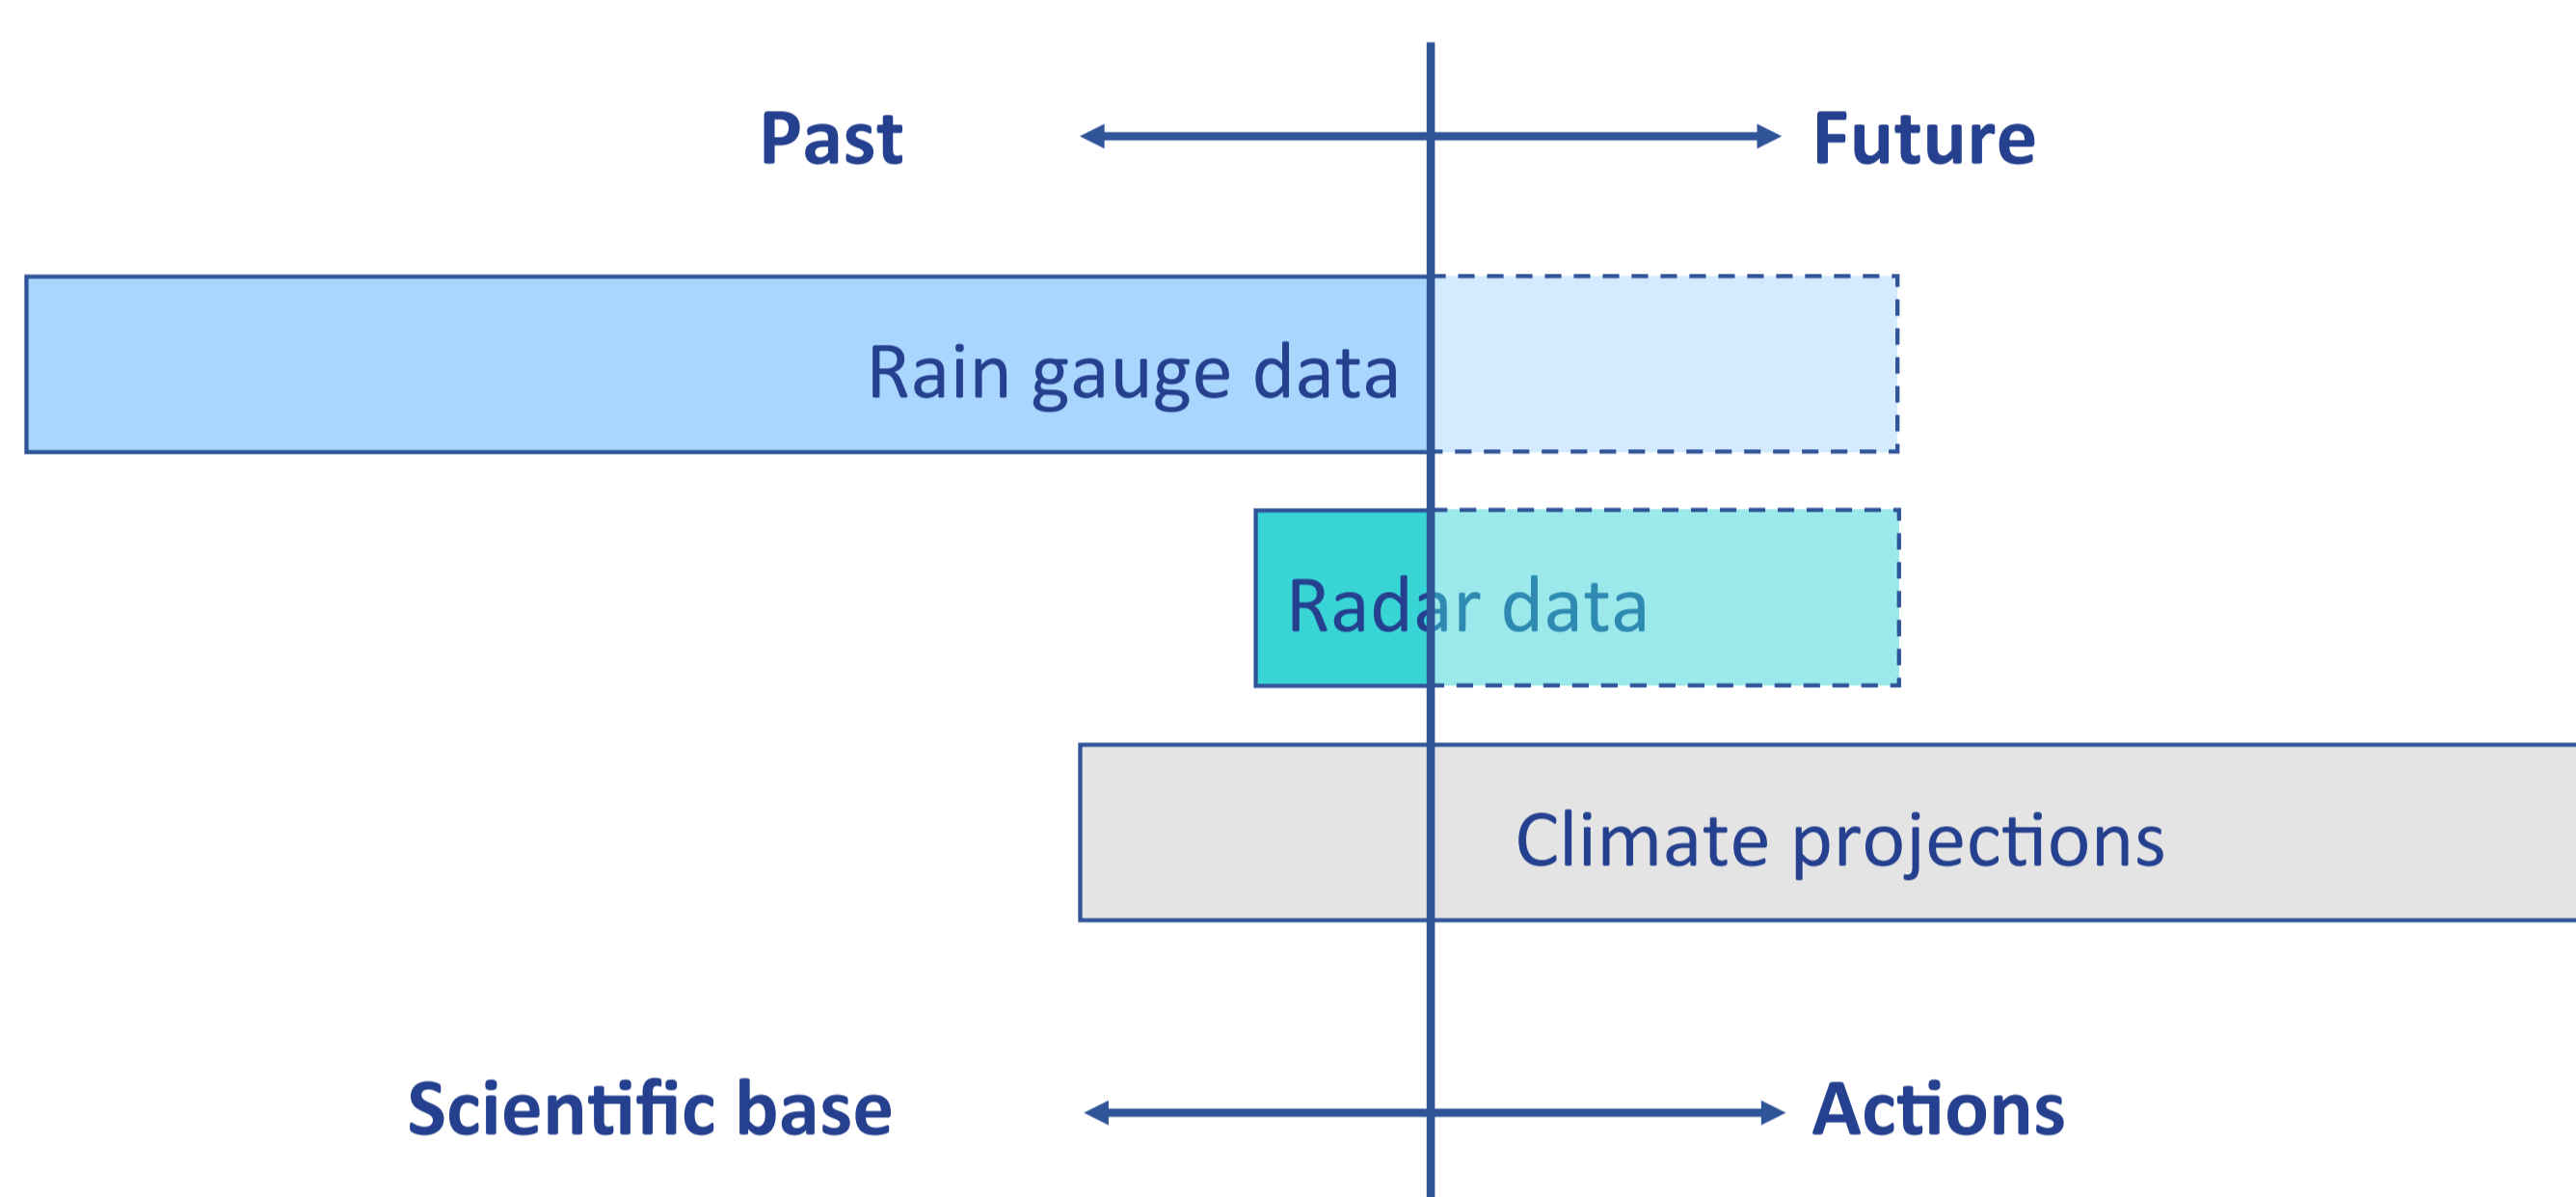 Past
Future
Rain gauge data
Radar data
Climate projections
Scientific base
Actions